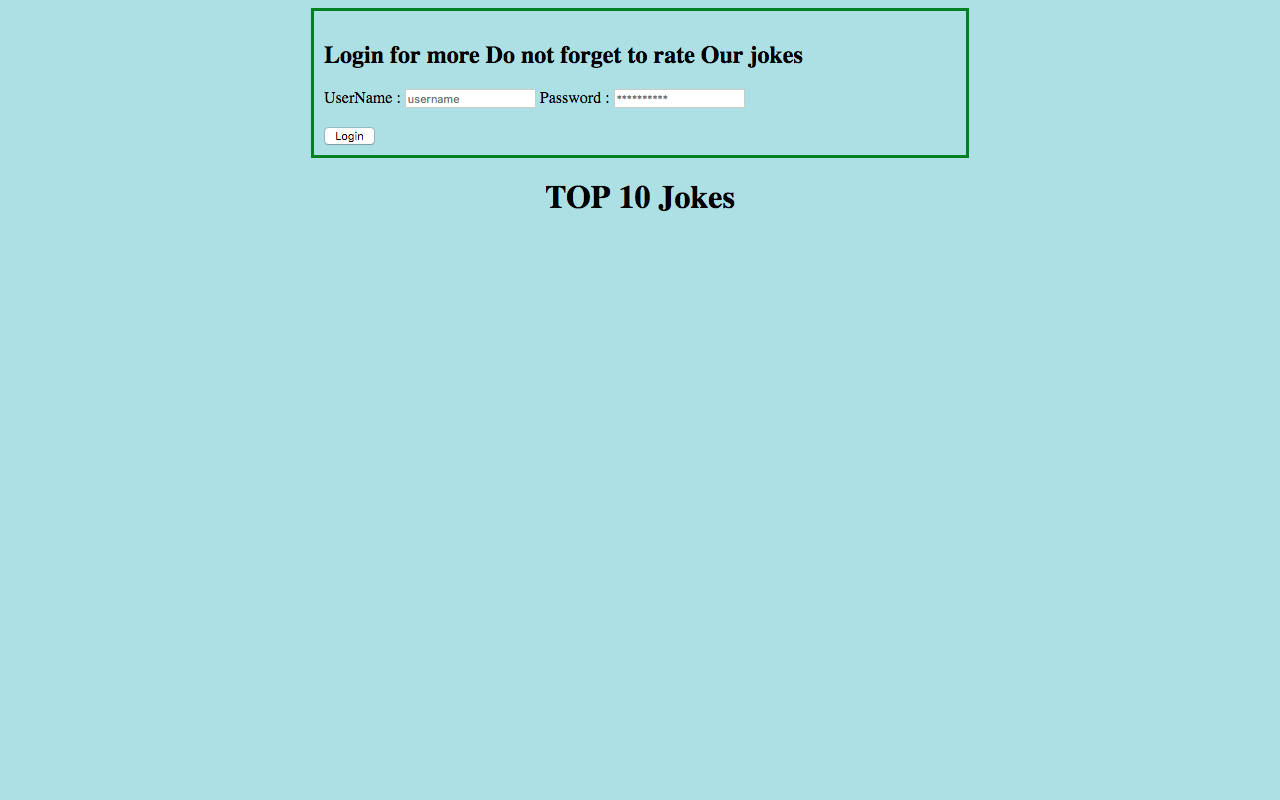 Login for more Do not forget to rate Our jokes
UserName : username Password : **********
Login
TOP 10 Jokes